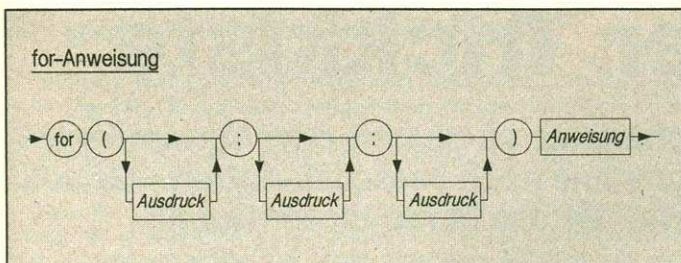 for-Anweisung
for ( : : ) Anweisung
Ausdruck Ausdruck Ausdruck